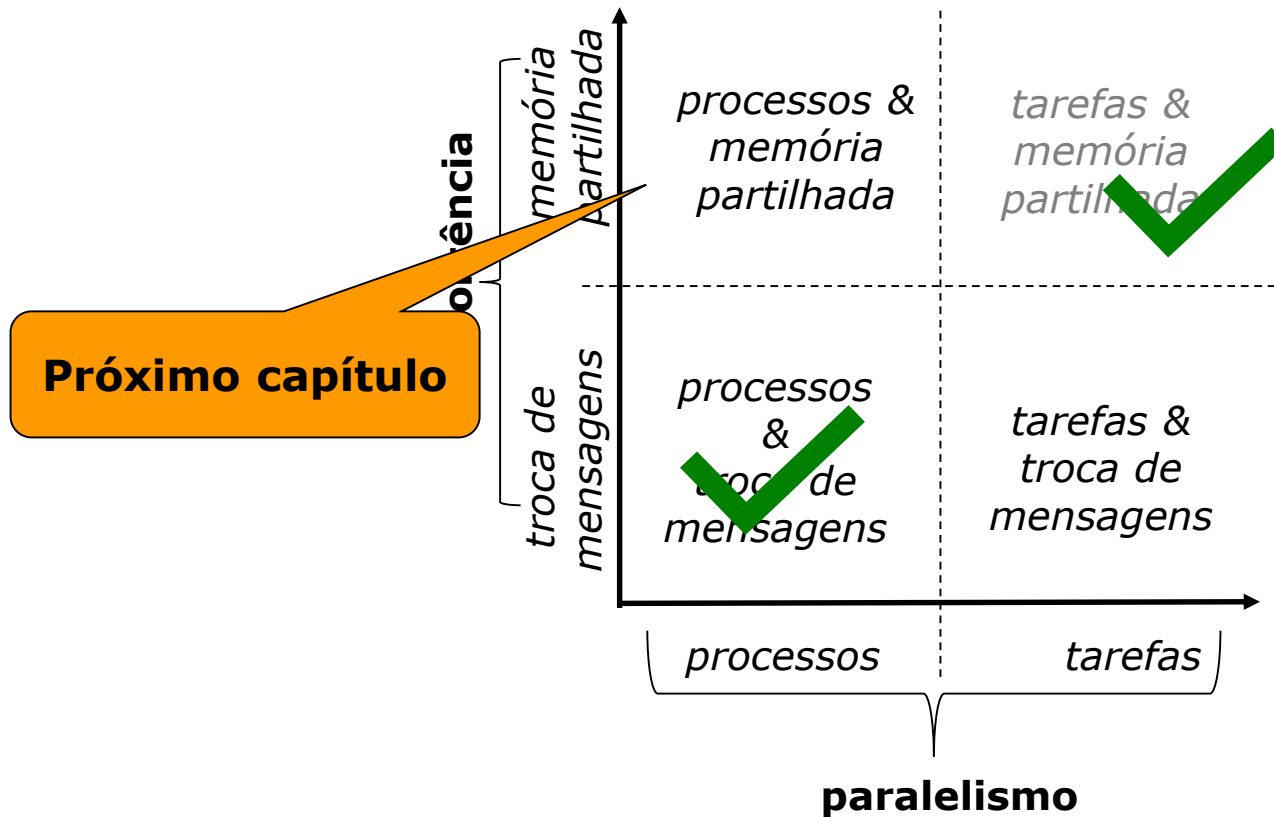 memória
partilhada
processos &
memória
partilhada
tarefas &
memória
partilhada
Próximo capítulo
troca de
mensagens
processos
&
troca de
mensagens
tarefas &
troca de
mensagens
processos
tarefas
paralelismo